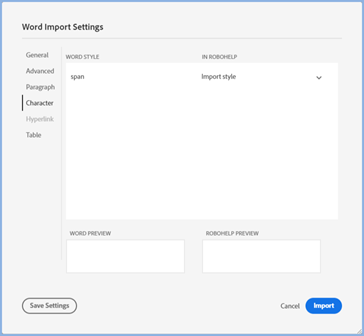 Word Import Settings
General
Advanced
Paragraph
Character
Hyperlink
Table
WORD STYLE IN ROBOHELP
span Import style
WORD PREVIEW ROBOHELP PREVIEW
Save Settings Cancel Import